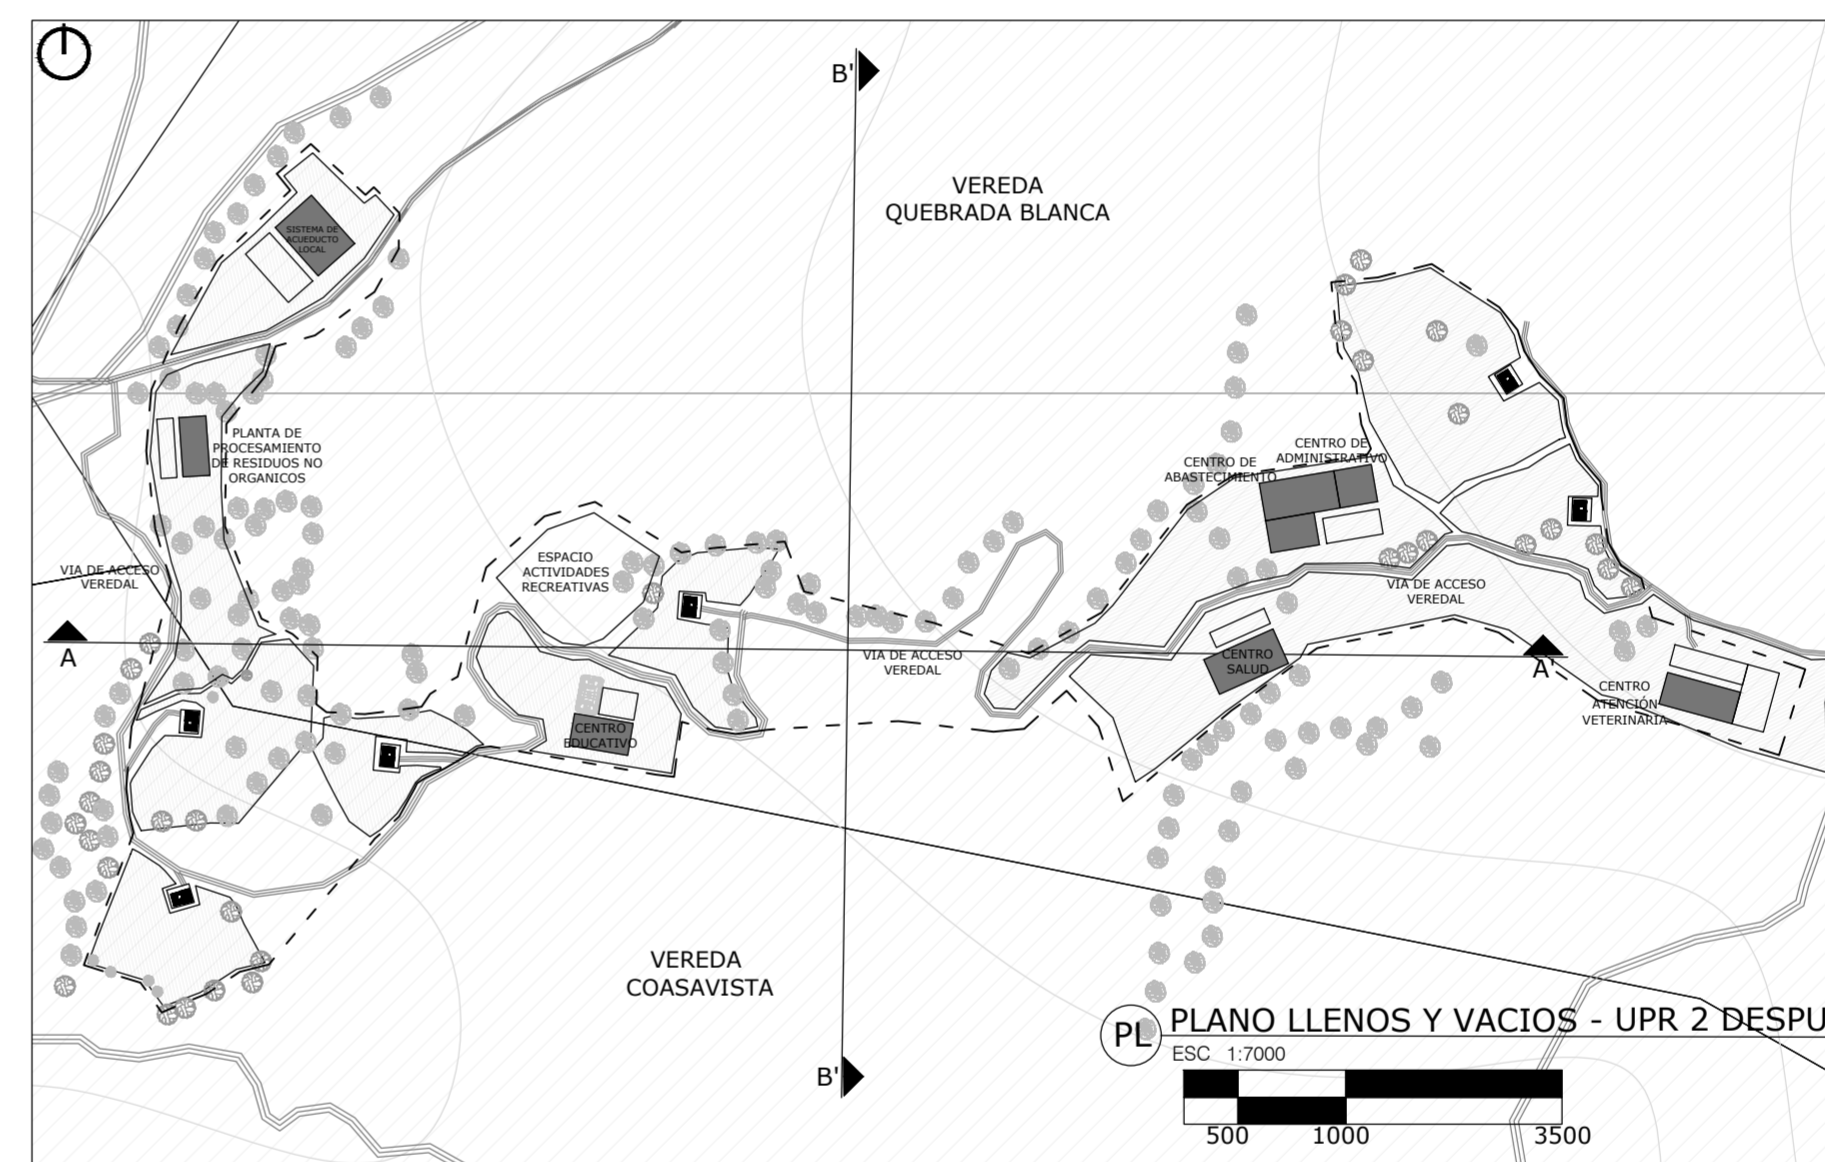 B'
VEREDA
QUEBRADA BLANCA
SISTEMA DE
ACUEDUCTO
LOCAL
PLANTA DE
PROCESAMIENTO
DE RESIDUOS NO
ORGANICOS
CENTRO DE
ADMINISTRATIVO
CENTRO DE
ABASTECIMIENTO
ESPACIO
ACTIVIDADES
RECREATIVAS
VIA DE ACCESO
VEREDAL
VIA DE ACCESO
VEREDAL
A
VIA DE ACCESO
VEREDAL
CENTRO
SALUD
A'
CENTRO
ATENCIÓN
VETERINARIA
CENTRO
EDUCATIVO
VEREDA
COASAVISTA
B'
PL
PLANO LLENOS Y VACIOS - UPR 2 DESPU
ESC 1:7000
500 1000 3500